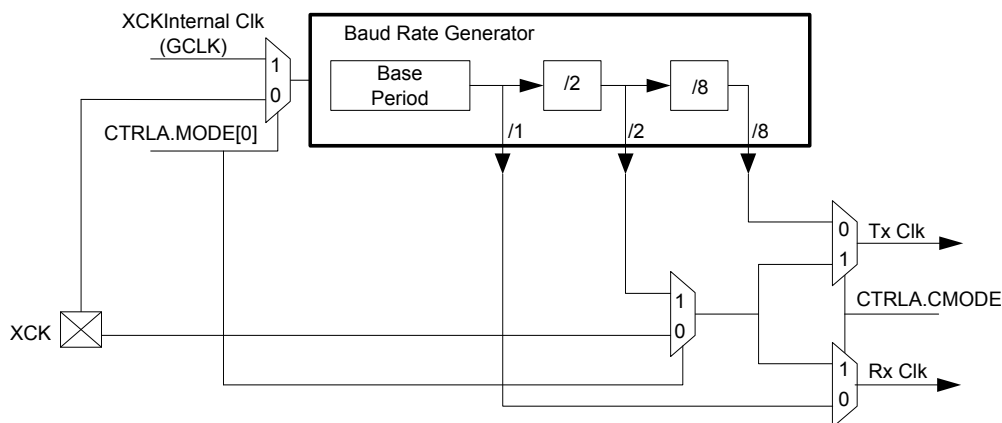 XCKInternal Clk
(GCLK)
Baud Rate Generator
1
0
Base
Period
/2
/8
CTRLA.MODE[0]
/1
/2
/8
0
Tx Clk
1
1
CTRLA.CMODE
XCK
0
1
Rx Clk
0